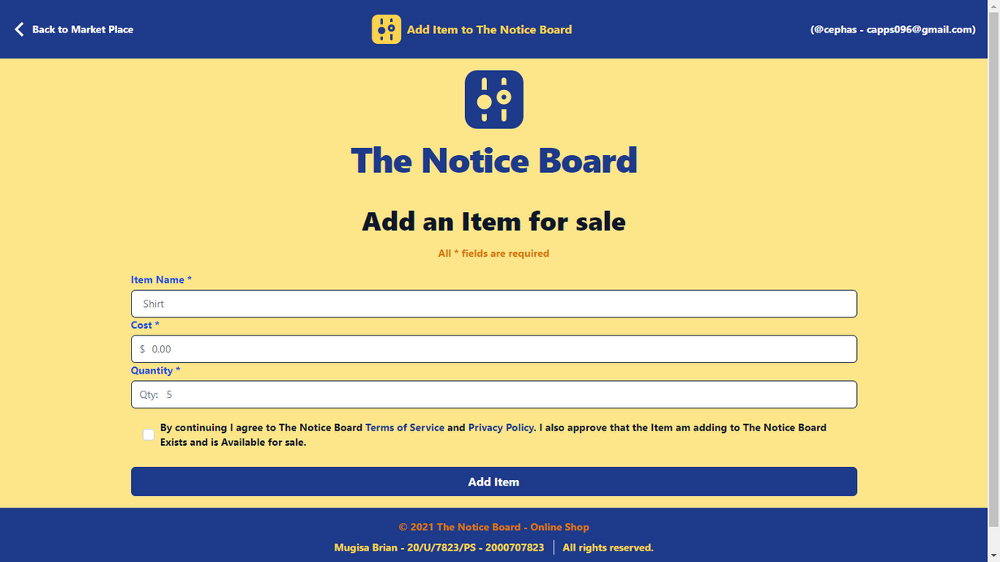 Back to Market Place
Add Item to The Notice Board
(@cephas - capps096@gmail.com)
The Notice Board
Add an Item for sale
All * fields are required
Item Name *
Shirt
Cost *
$ 0.00
Quantity *
Qty: 5
By continuing I agree to The Notice Board Terms of Service and Privacy Policy. I also approve that the Item am adding to The Notice Board
Exists and is Available for sale.
Add Item
© 2021 The Notice Board - Online Shop
Mugisa Brian - 20/U/7823/PS - 2000707823 | All rights reserved.